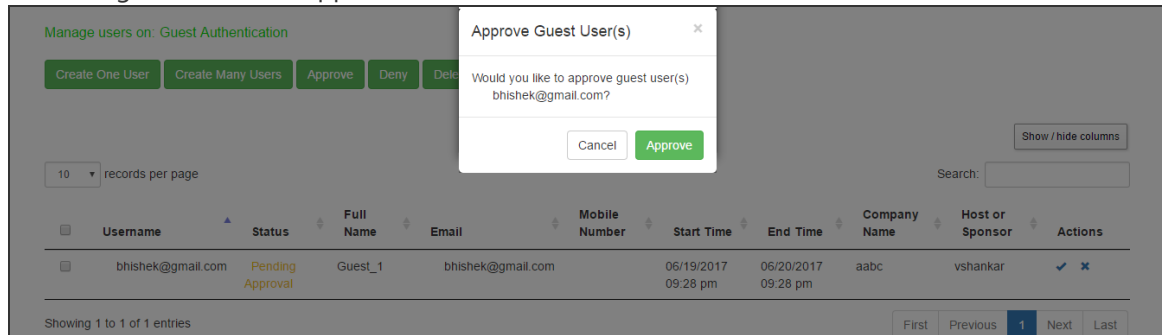 Manage users on: Guest Authentication
Create One User Create Many Users Approve Deny Dele
Approve Guest User(s) ×
Would you like to approve guest user(s)
bhishek@gmail.com?
Cancel Approve
Show / hide columns
10 records per page
Search:
Username Status Full Name Email Mobile Number Start Time End Time Company Name Host or Sponsor Actions
bhishek@gmail.com Pending Approval Guest_1 bhishek@gmail.com 06/19/2017 09:28 pm 06/20/2017 09:28 pm aabc vshankar
Showing 1 to 1 of 1 entries
First Previous 1 Next Last